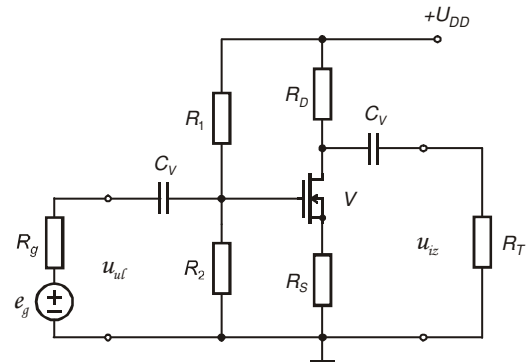 +U_DD
R_D
R_1
C_V
C_V
V
R_g
u_ul
R_2
R_S
u_iz
R_T
e_g